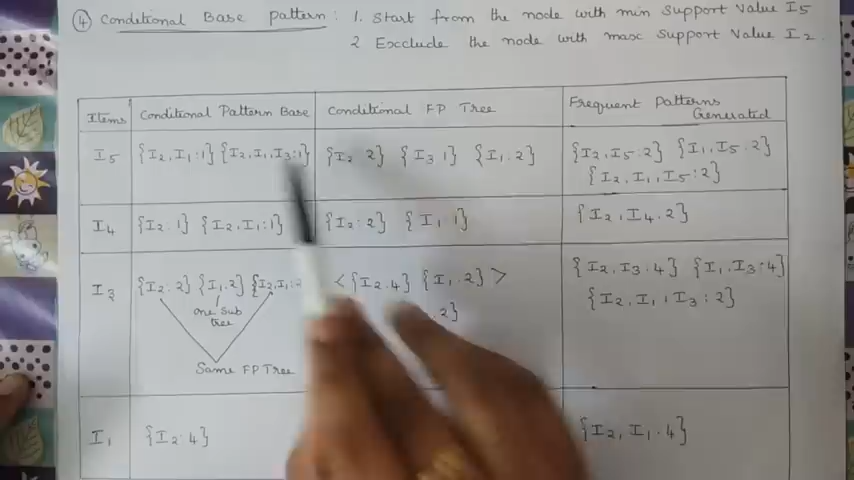 ④ Conditional Base pattern : 1. Start from the node with min Support Value I5
2 Exclude the node with max Support Value I2.
Items Conditional Pattern Base Conditional FP Tree Frequent Patterns Generated
I5 {I2, I1:1} {I2, I1, I3:1} {I2 2} {I3 1} {I1:2} {I2, I5:2} {I1, I5:2}
{I2, I1, I5:2}
I4 {I2:1} {I2, I1:1} {I2:2} {I1:1} {I2, I4:2}
I3 {I2:2} {I1:2} {I2, I1:2 <{I2:4} {I1:2}> {I2, I3:4} {I1, I3:4}
one sub
tree
:2} {I2, I1, I3:2}
Same FP Tree
I1 {I2:4} {I2, I1:4}